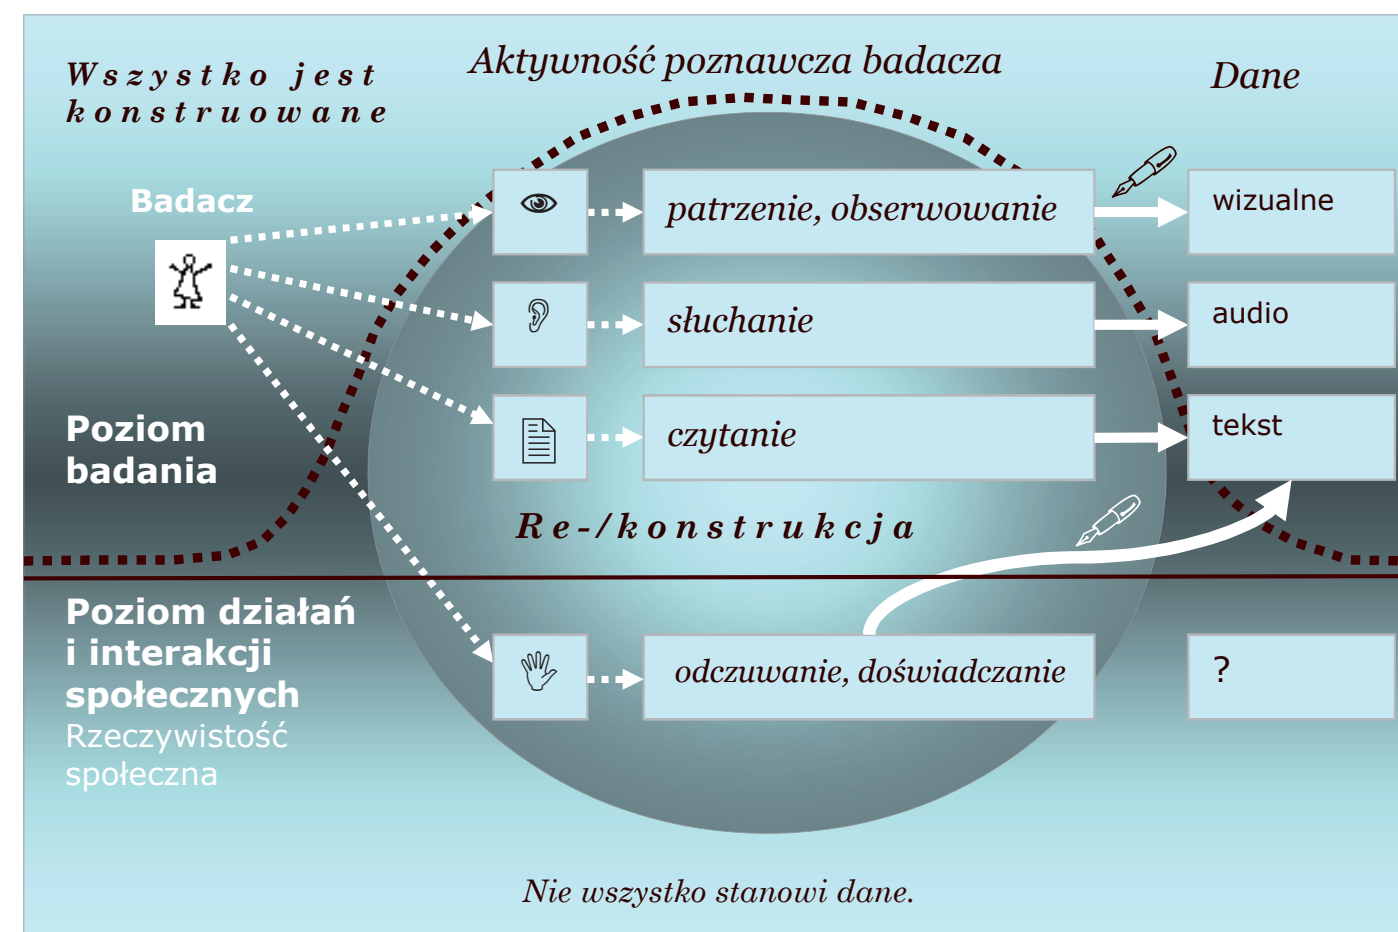 Wszystko jest
konstruowane
Aktywność poznawcza badacza
Dane
Badacz
patrzenie, obserwowanie
wizualne
słuchanie
audio
Poziom
badania
czytanie
tekst
Re-/konstrukcja
Poziom działań
i interakcji
społecznych
Rzeczywistość
społeczna
odczuwanie, doświadczanie
?
Nie wszystko stanowi dane.